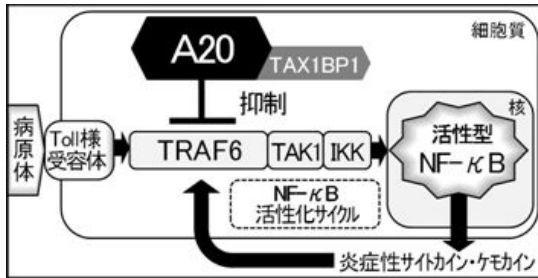 細胞質
A20
TAX1BP1
抑制
核
病原体
Toll様
受容体
TRAF6
TAK1
IKK
活性型
NF-κB
NF-κB
活性化サイクル
炎症性サイトカイン・ケモカイン